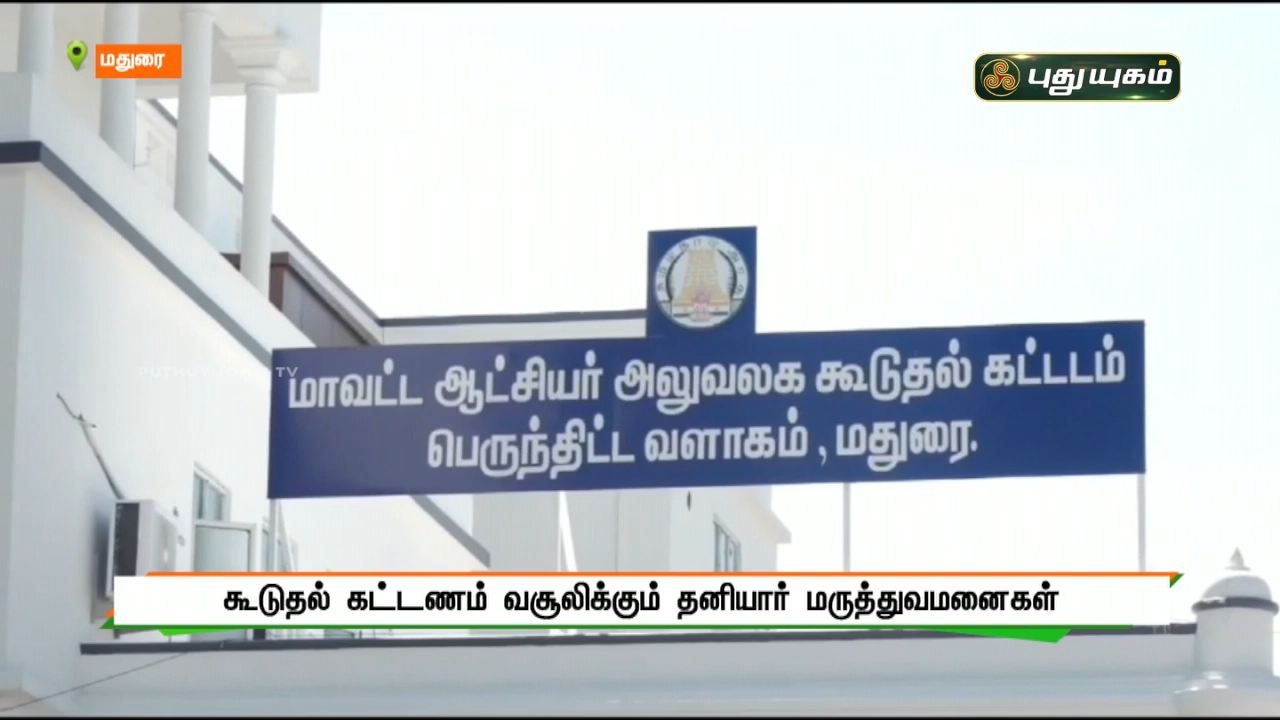 மதுரை
புதுயுகம்
மாவட்ட ஆட்சியர் அலுவலக கூடுதல் கட்டடம்
பெருந்திட்ட வளாகம் , மதுரை.
கூடுதல் கட்டணம் வசூலிக்கும் தனியார் மருத்துவமனைகள்